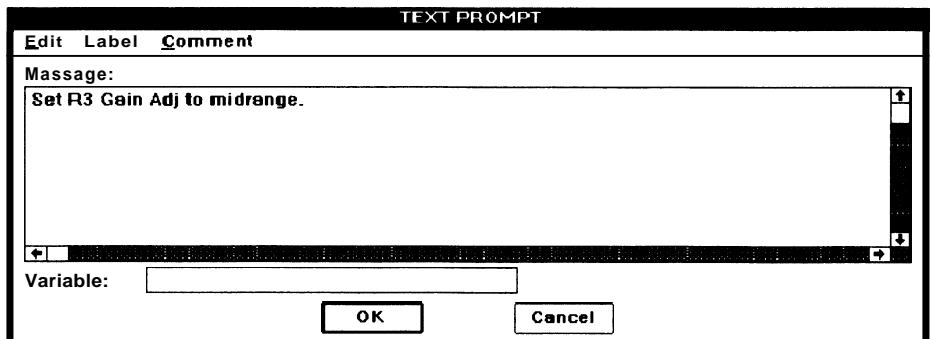 TEXT PROMPT
Edit Label Comment
Massage:
Set R3 Gain Adj to midrange.
Variable:
OK Cancel